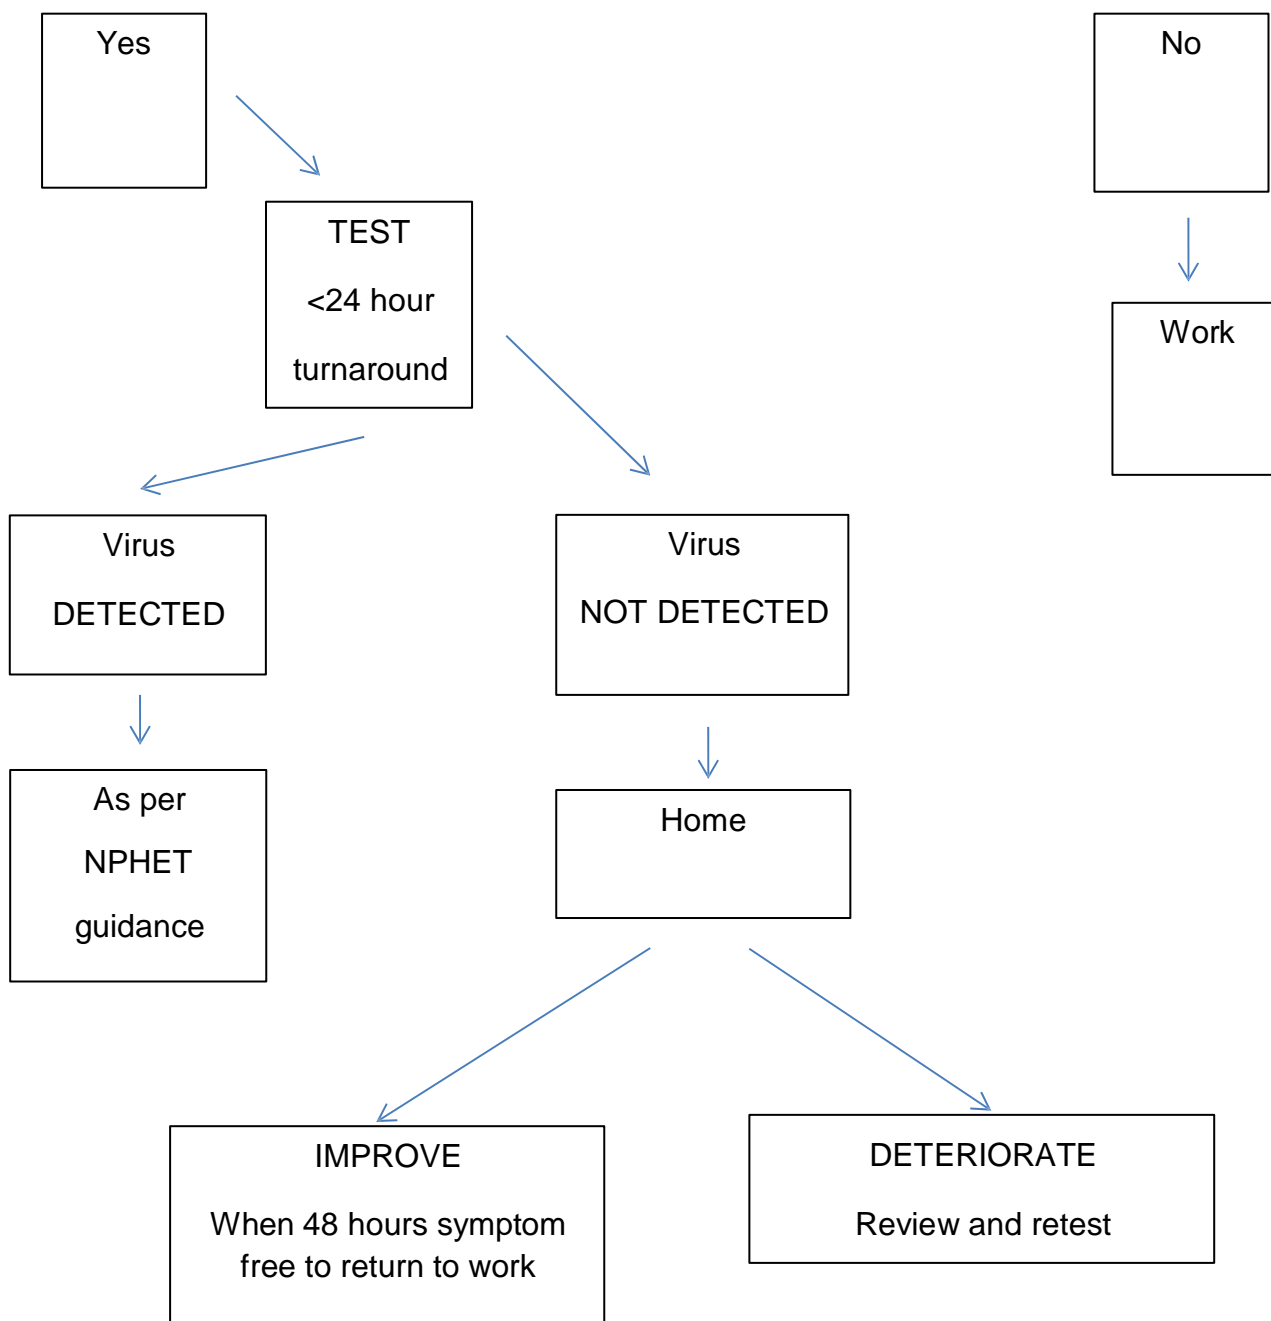 Yes
No
TEST
<24 hour
turnaround
Work
Virus
DETECTED
Virus
NOT DETECTED
As per
NPHET
guidance
Home
IMPROVE
When 48 hours symptom
free to return to work
DETERIORATE
Review and retest